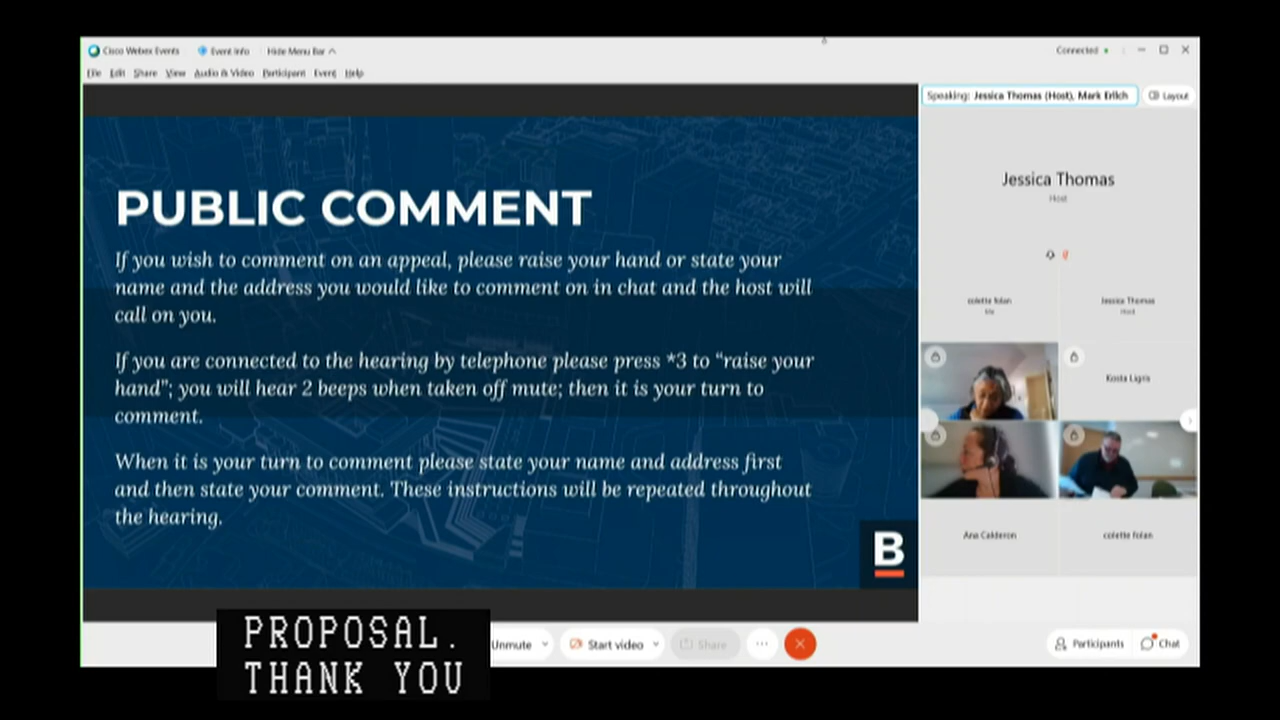 Cisco Webex Events Event Info Hide Menu Bar
Connected
File Edit Share View Audio & Video Participant Event Help
Speaking: Jessica Thomas (Host), Mark Erlich
Layout
PUBLIC COMMENT
If you wish to comment on an appeal, please raise your hand or state your
name and the address you would like to comment on in chat and the host will
call on you.
If you are connected to the hearing by telephone please press *3 to “raise your
hand”; you will hear 2 beeps when taken off mute; then it is your turn to
comment.
When it is your turn to comment please state your name and address first
and then state your comment. These instructions will be repeated throughout
the hearing.
B
Jessica Thomas
Host
colette folan
Me
Jessica Thomas
Host
Kosta Ligris
Ana Calderon
colette folan
PROPOSAL.
THANK YOU
Unmute
Start video
Share
Participants
Chat